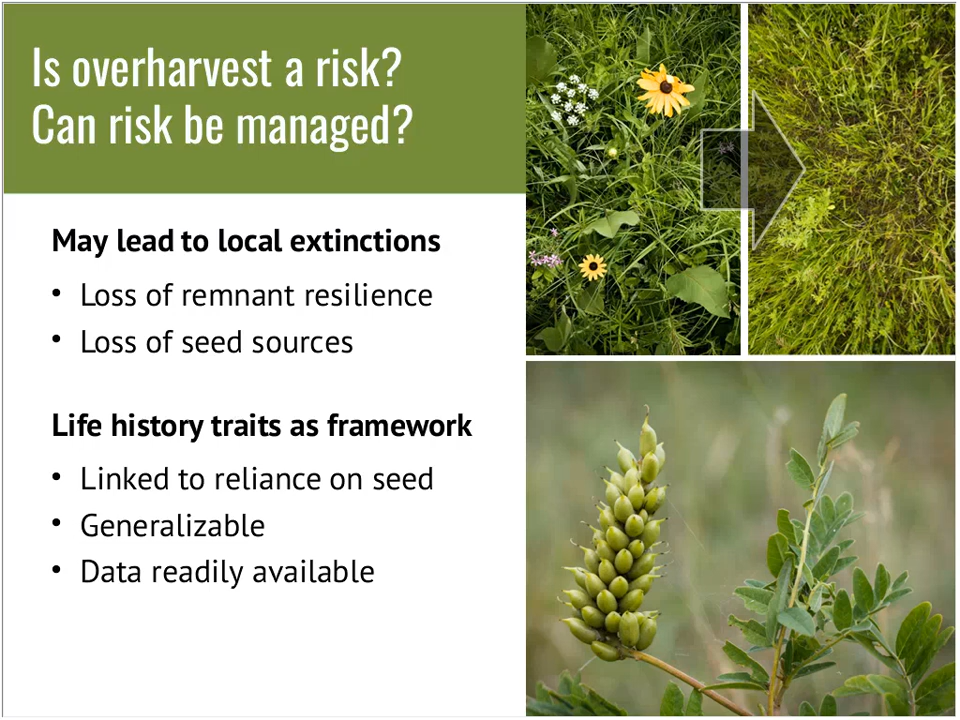 Is overharvest a risk?
Can risk be managed?
May lead to local extinctions
• Loss of remnant resilience
• Loss of seed sources
Life history traits as framework
• Linked to reliance on seed
• Generalizable
• Data readily available